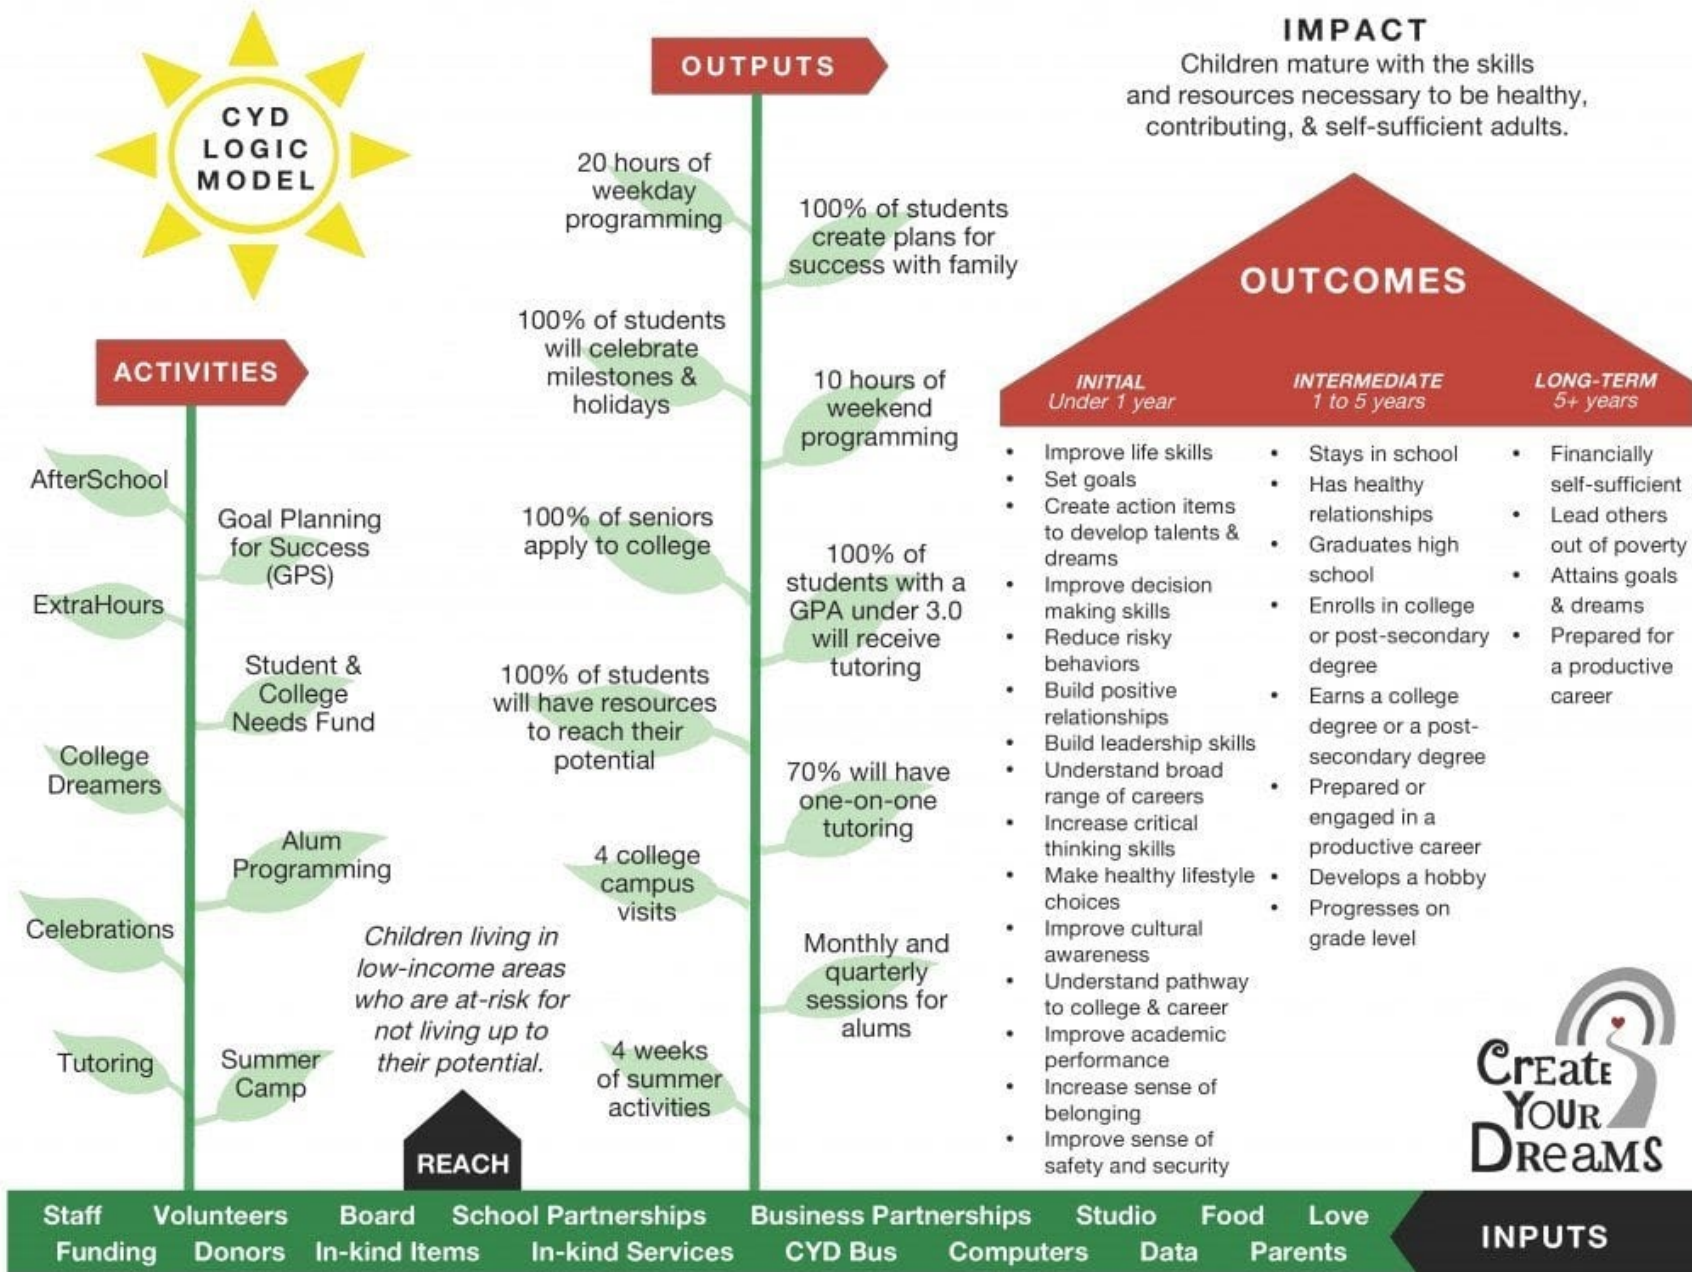 CYD
LOGIC
MODEL
ACTIVITIES
AfterSchool
Goal Planning
for Success
(GPS)
ExtraHours
Student &
College
Needs Fund
College
Dreamers
Alum
Programming
Celebrations
Tutoring
Summer
Camp
Children living in
low-income areas
who are at-risk for
not living up to
their potential.
REACH
OUTPUTS
20 hours of
weekday
programming
100% of students
create plans for
success with family
100% of students
will celebrate
milestones &
holidays
10 hours of
weekend
programming
100% of seniors
apply to college
100% of
students with a
GPA under 3.0
will receive
tutoring
100% of students
will have resources
to reach their
potential
70% will have
one-on-one
tutoring
4 college
campus
visits
Monthly and
quarterly
sessions for
alums
4 weeks
of summer
activities
IMPACT
Children mature with the skills
and resources necessary to be healthy,
contributing, & self-sufficient adults.
OUTCOMES
INITIAL
Under 1 year
• Improve life skills
• Set goals
• Create action items
to develop talents &
dreams
• Improve decision
making skills
• Reduce risky
behaviors
• Build positive
relationships
• Build leadership skills
• Understand broad
range of careers
• Increase critical
thinking skills
• Make healthy lifestyle
choices
• Improve cultural
awareness
• Understand pathway
to college & career
• Improve academic
performance
• Increase sense of
belonging
• Improve sense of
safety and security
INTERMEDIATE
1 to 5 years
• Stays in school
• Has healthy
relationships
• Graduates high
school
• Enrolls in college
or post-secondary
degree
• Earns a college
degree or a post-
secondary degree
• Prepared or
engaged in a
productive career
• Develops a hobby
• Progresses on
grade level
LONG-TERM
5+ years
• Financially
self-sufficient
• Lead others
out of poverty
• Attains goals
& dreams
• Prepared for
a productive
career
CREATE
YOUR
DREAMS
Staff Volunteers Board School Partnerships Business Partnerships Studio Food Love
Funding Donors In-kind Items In-kind Services CYD Bus Computers Data Parents
INPUTS